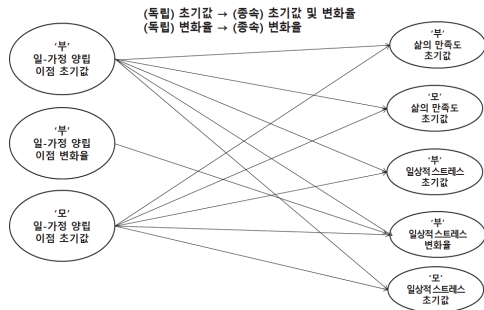 (독립) 초기값 → (종속) 초기값 및 변화율
(독립) 변화율 → (종속) 변화율
‘부’
일-가정 양립
이점 초기값
‘부’
일-가정 양립
이점 변화율
‘모’
일-가정 양립
이점 초기값
‘부’
삶의 만족도
초기값
‘모’
삶의 만족도
초기값
‘부’
일상적스트레스
초기값
‘부’
일상적스트레스
변화율
‘모’
일상적스트레스
초기값